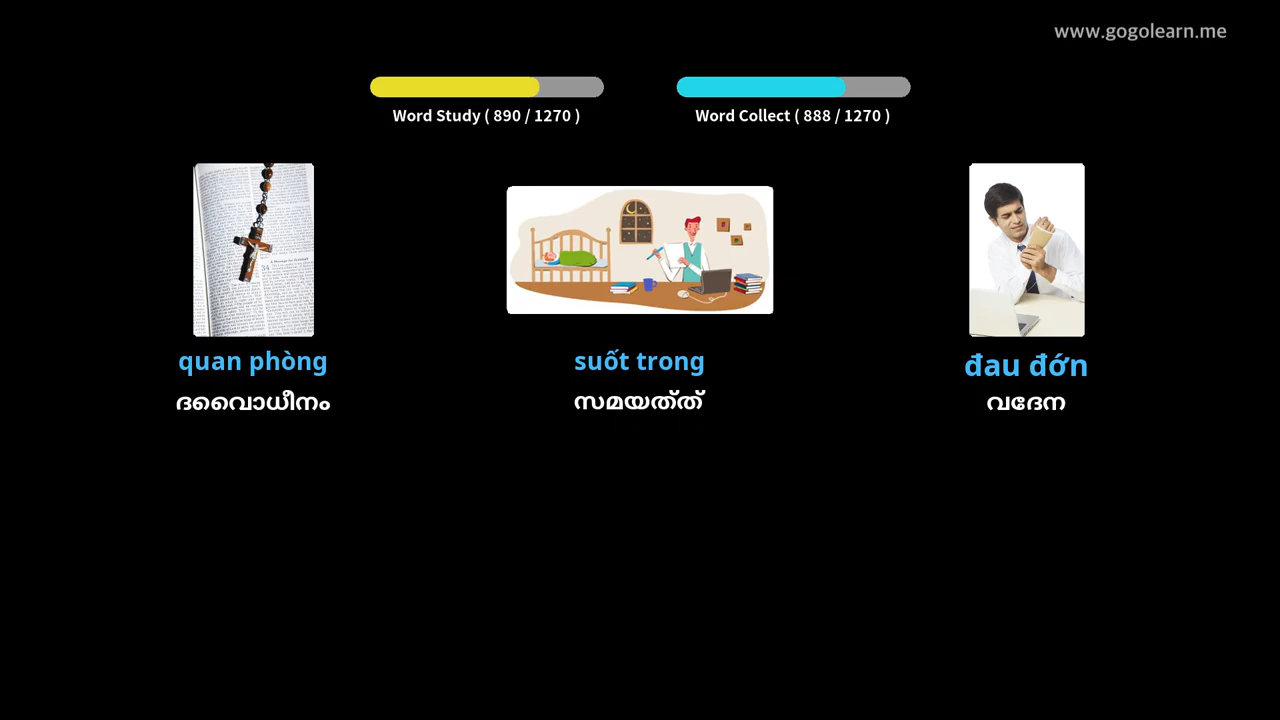 www.gogolearn.me
Word Study ( 890 / 1270 )
Word Collect ( 888 / 1270 )
quan phòng
suốt trong
đau đớn
ദവൈാധീനം
സമയത്ത്
വദേന